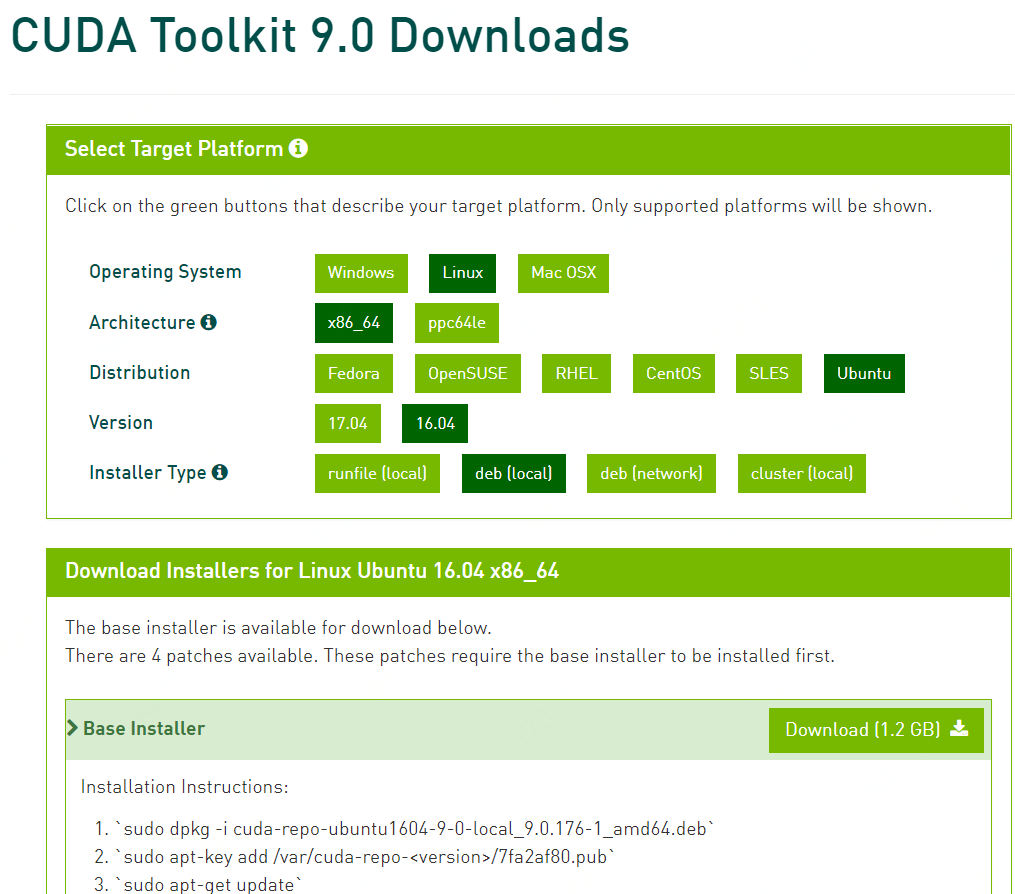 CUDA Toolkit 9.0 Downloads
Select Target Platform
Click on the green buttons that describe your target platform. Only supported platforms will be shown.
Operating System Windows Linux Mac OSX
Architecture x86_64 ppc64le
Distribution Fedora OpenSUSE RHEL CentOS SLES Ubuntu
Version 17.04 16.04
Installer Type runfile (local) deb (local) deb (network) cluster (local)
Download Installers for Linux Ubuntu 16.04 x86_64
The base installer is available for download below.
There are 4 patches available. These patches require the base installer to be installed first.
Base Installer Download (1.2 GB)
Installation Instructions:
1. `sudo dpkg -i cuda-repo-ubuntu1604-9-0-local_9.0.176-1_amd64.deb`
2. `sudo apt-key add /var/cuda-repo-<version>/7fa2af80.pub`
3. `sudo apt-get update`